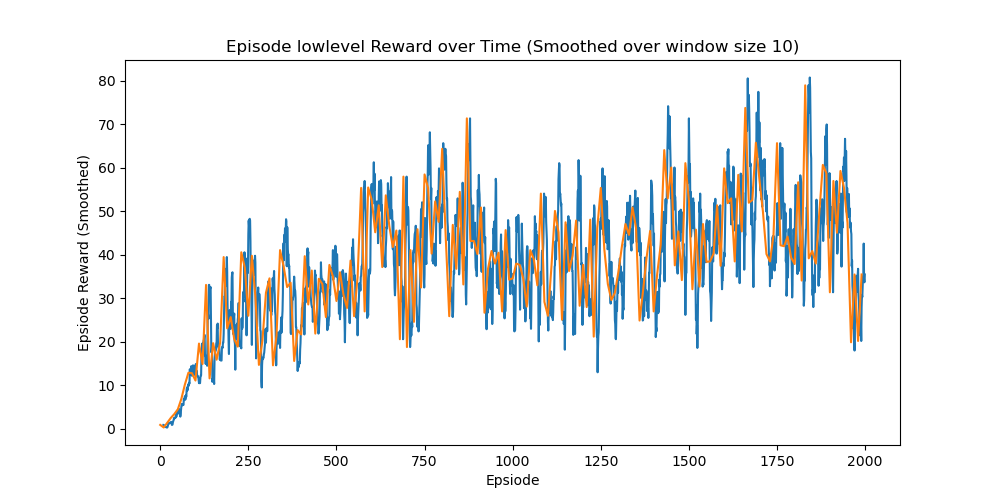 Episode lowlevel Reward over Time (Smoothed over window size 10)
Epsiode Reward (Smoothed)
80
70
60
50
40
30
20
10
0
0 250 500 750 1000 1250 1500 1750 2000
Epsiode